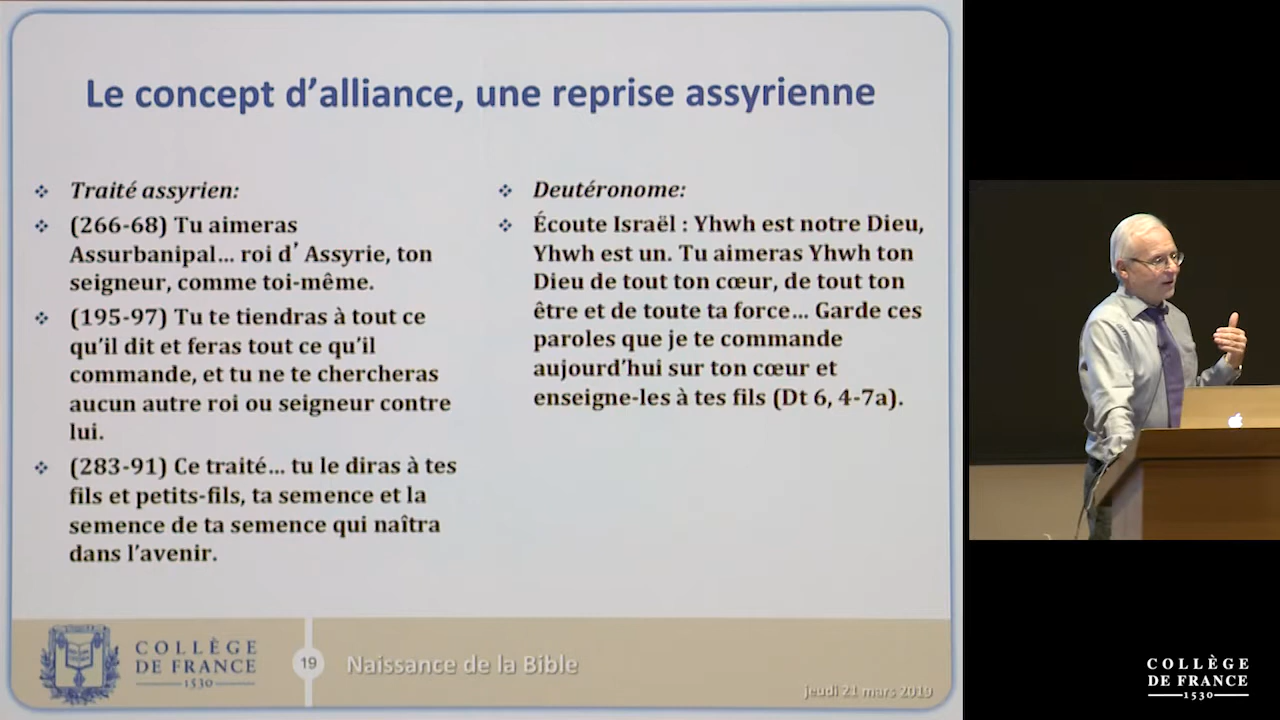 Le concept d’alliance, une reprise assyrienne
Traité assyrien:
(266-68) Tu aimeras
Assurbanipal... roi d’ Assyrie, ton
seigneur, comme toi-même.
(195-97) Tu te tiendras à tout ce
qu’il dit et feras tout ce qu’il
commande, et tu ne te chercheras
aucun autre roi ou seigneur contre
lui.
(283-91) Ce traité... tu le diras à tes
fils et petits-fils, ta semence et la
semence de ta semence qui naîtra
dans l’avenir.
Deutéronome:
Écoute Israël : Yhwh est notre Dieu,
Yhwh est un. Tu aimeras Yhwh ton
Dieu de tout ton cœur, de tout ton
être et de toute ta force... Garde ces
paroles que je te commande
aujourd’hui sur ton cœur et
enseigne-les à tes fils (Dt 6, 4-7a).
COLLÈGE
DE FRANCE
1530
19
Naissance de la Bible
jeudi 21 mars 2019
COLLÈGE
DE FRANCE
1530